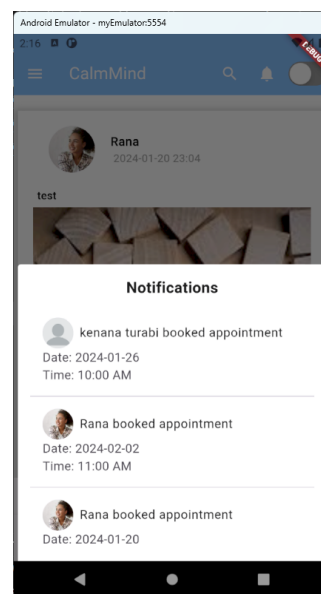 Android Emulator - myEmulator:5554
2:16
CalmMind
DEBUG
Rana
2024-01-20 23:04
test
Notifications
kenana turabi booked appointment
Date: 2024-01-26
Time: 10:00 AM
Rana booked appointment
Date: 2024-02-02
Time: 11:00 AM
Rana booked appointment
Date: 2024-01-20